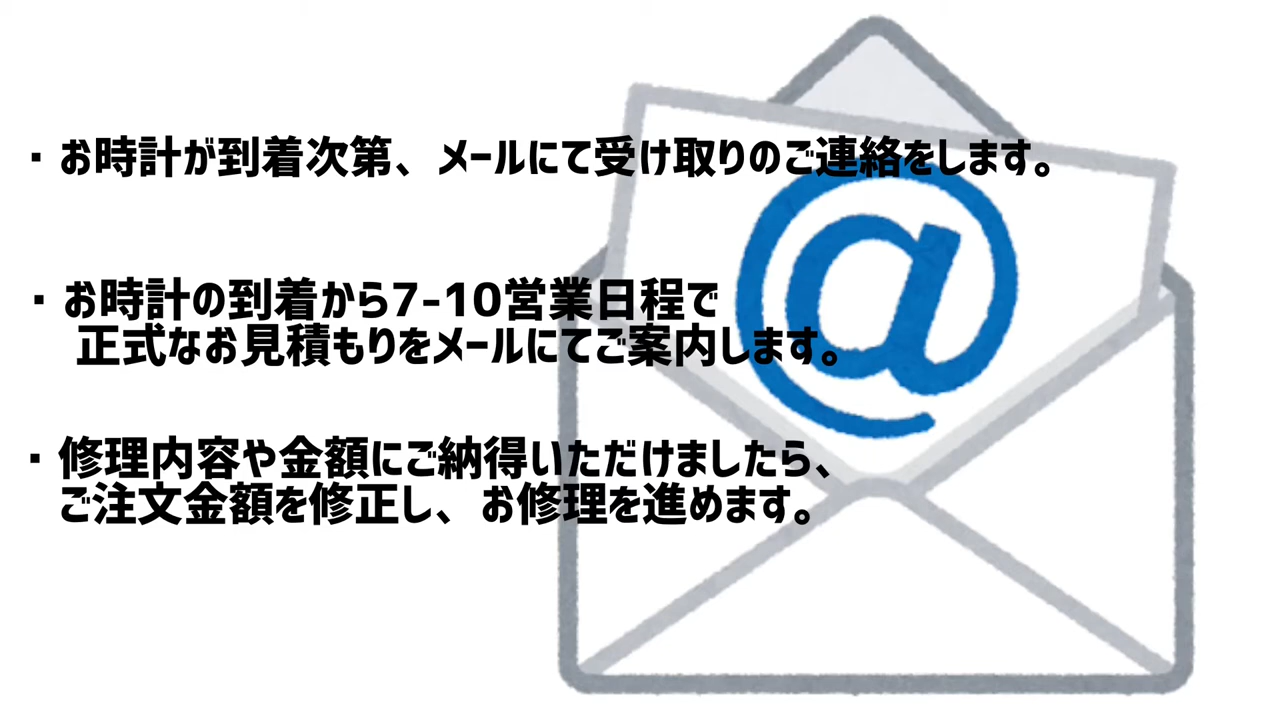 ・お時計が到着次第、メールにて受け取りのご連絡をします。
・お時計の到着から7-10営業日程で
正式なお見積もりをメールにてご案内します。
・修理内容や金額にご納得いただけましたら、
ご注文金額を修正し、お修理を進めます。
@